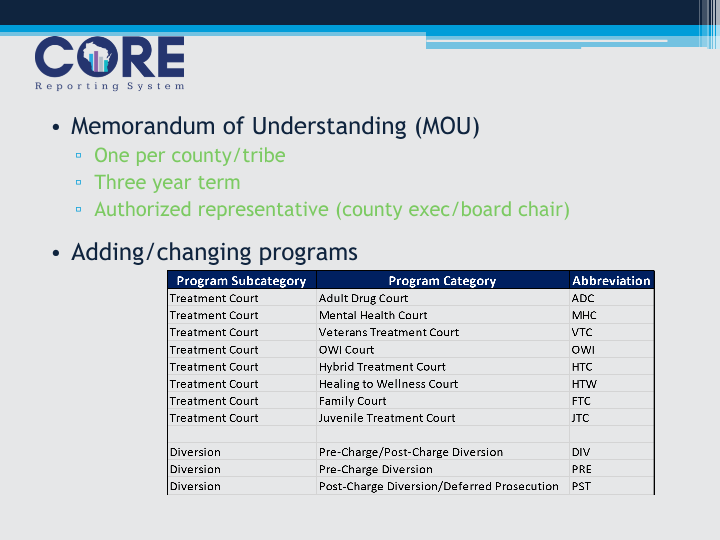 CORE
Reporting System
• Memorandum of Understanding (MOU)
▫ One per county/tribe
▫ Three year term
▫ Authorized representative (county exec/board chair)
• Adding/changing programs
Program Subcategory Program Category Abbreviation
Treatment Court Adult Drug Court ADC
Treatment Court Mental Health Court MHC
Treatment Court Veterans Treatment Court VTC
Treatment Court OWI Court OWI
Treatment Court Hybrid Treatment Court HTC
Treatment Court Healing to Wellness Court HTW
Treatment Court Family Court FTC
Treatment Court Juvenile Treatment Court JTC
Diversion Pre-Charge/Post-Charge Diversion DIV
Diversion Pre-Charge Diversion PRE
Diversion Post-Charge Diversion/Deferred Prosecution PST